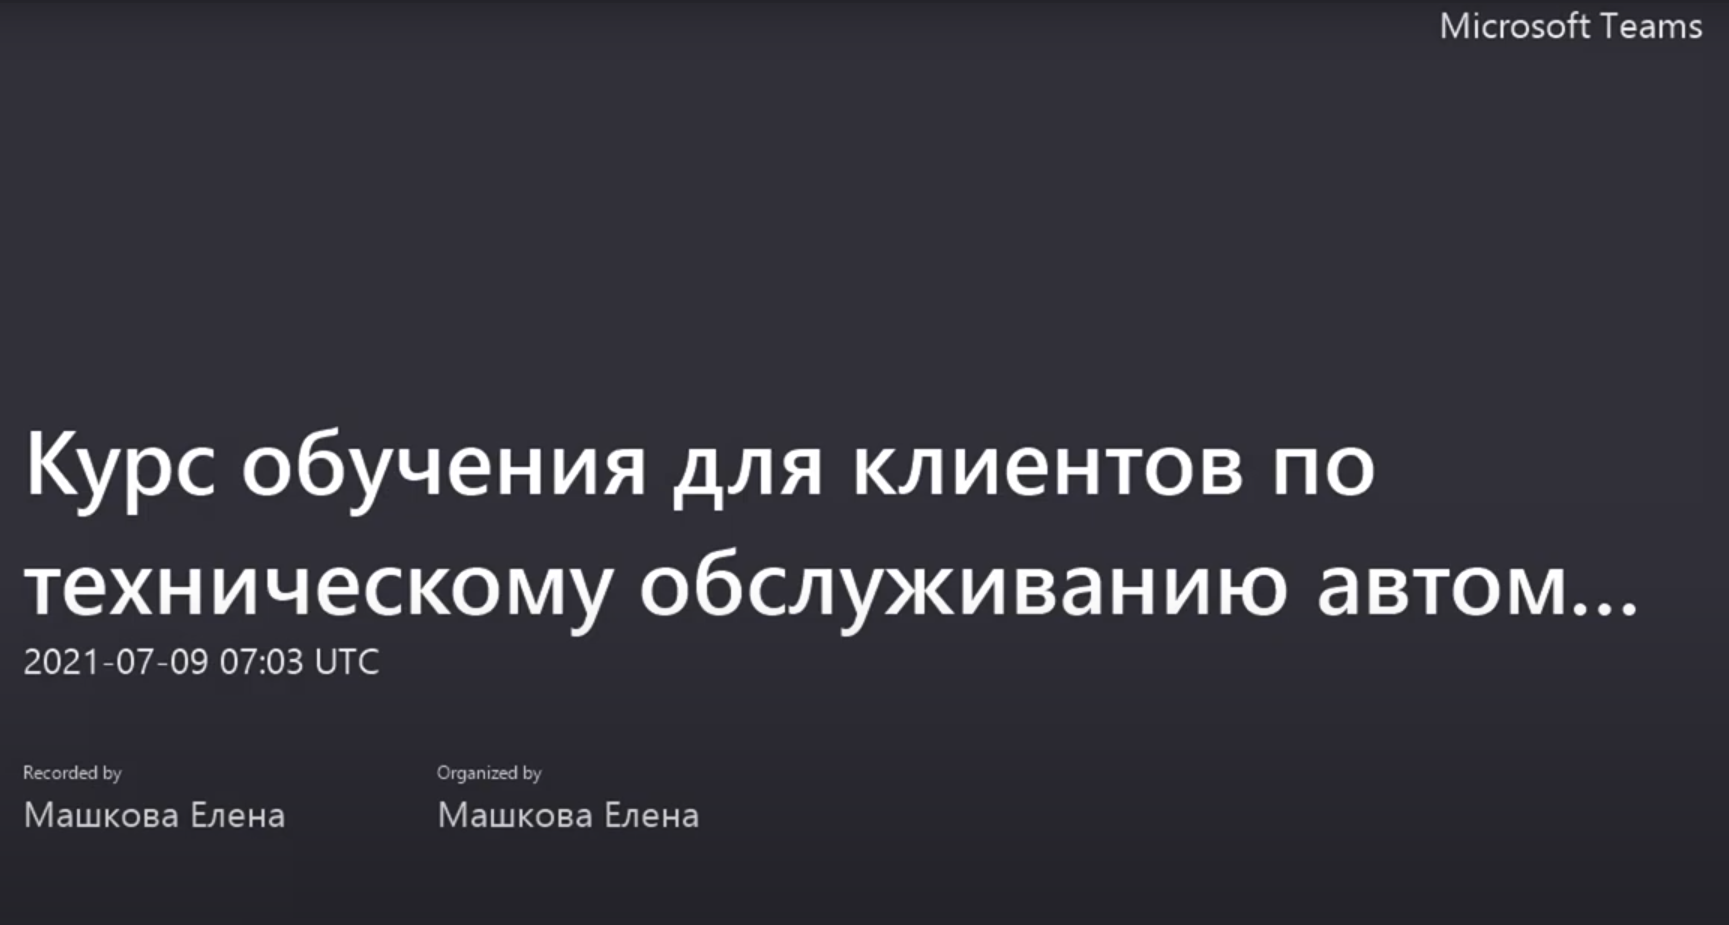 Microsoft Teams
Курс обучения для клиентов по
техническому обслуживанию автом...
2021-07-09 07:03 UTC
Recorded by
Organized by
Машкова Елена
Машкова Елена